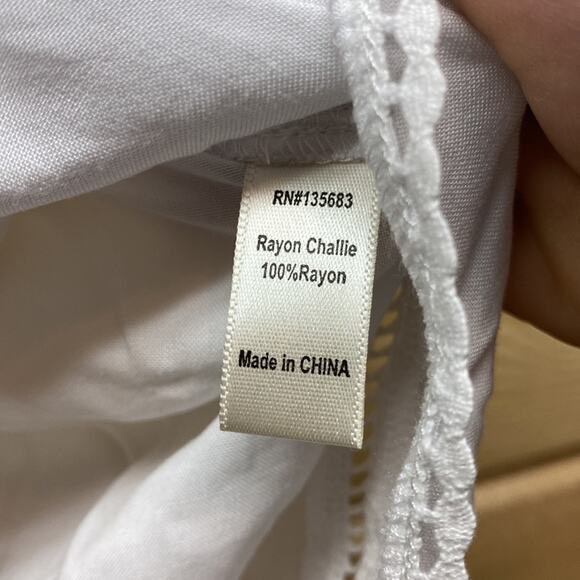 RN#135683
Rayon Challie
100%Rayon
Made in CHINA